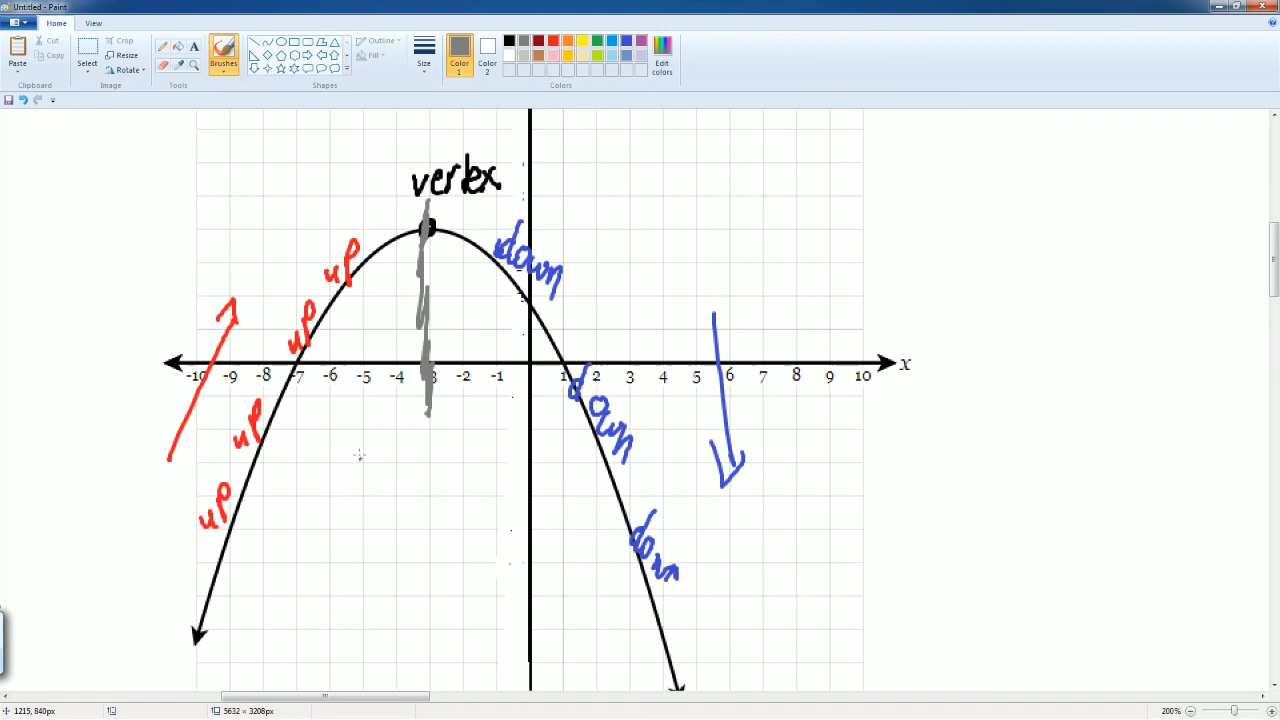 Untitled - Paint
Home View
Paste
Cut
Copy
Clipboard
Select
Crop
Resize
Rotate
Image
A
Tools
Brushes
Outline
Fill
Shapes
Size
Color 1
Color 2
Edit colors
Colors
vertex
up
down
up
up
up
x
-10 -9 -8 -7 -6 -5 -4 3 -2 -1 1 2 3 4 5 6 7 8 9 10
down
down
1215, 840px
5632 × 3208px
200%